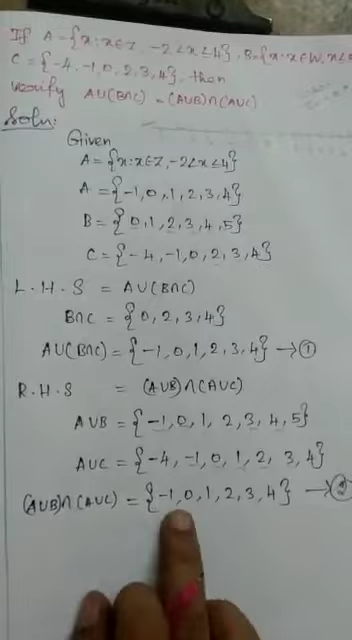 If A = {x : x ∈ Z, -2 < x ≤ 4}, B = {x : x ∈ W, x ≤
C = {-4, -1, 0, 2, 3, 4}, then
verify A∪(B∩C) = (A∪B)∩(A∪C)
Soln:
Given
A = {x : x ∈ Z, -2 < x ≤ 4}
A = {-1, 0, 1, 2, 3, 4}
B = {0, 1, 2, 3, 4, 5}
C = {-4, -1, 0, 2, 3, 4}
L.H.S = A∪(B∩C)
B∩C = {0, 2, 3, 4}
A∪(B∩C) = {-1, 0, 1, 2, 3, 4} → ①
R.H.S = (A∪B)∩(A∪C)
A∪B = {-1, 0, 1, 2, 3, 4, 5}
A∪C = {-4, -1, 0, 1, 2, 3, 4}
(A∪B)∩(A∪C) = {-1, 0, 1, 2, 3, 4} → ②